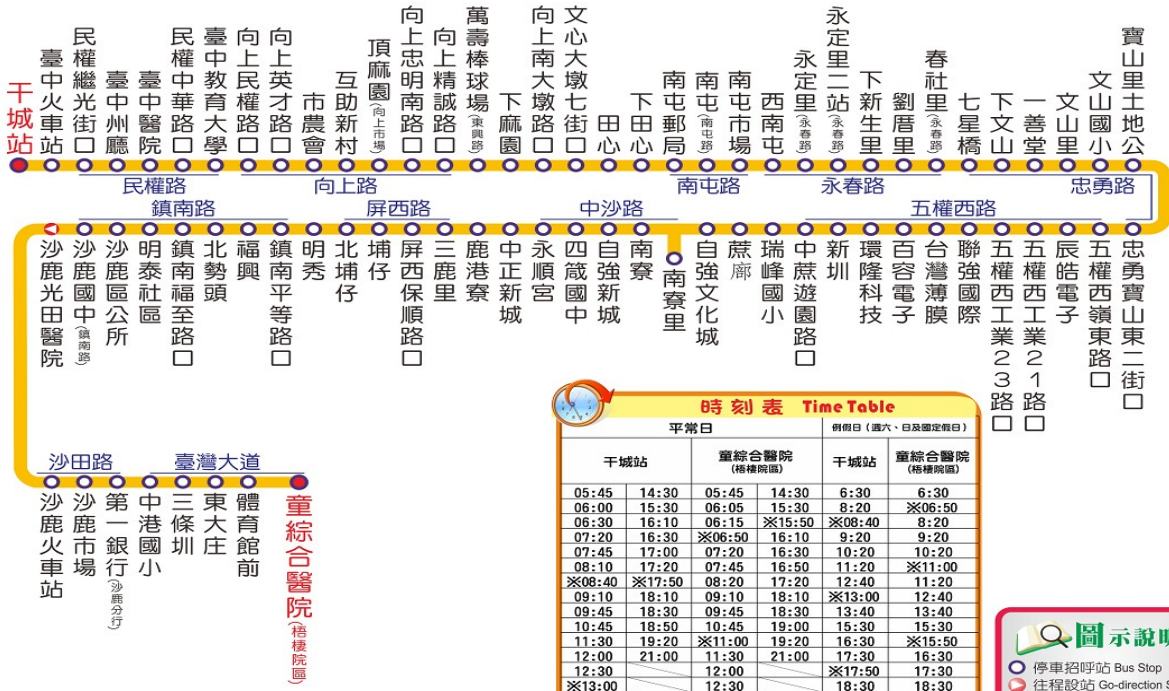 干城站
臺中火車站
民權繼光街口
臺中州廳
臺中醫院
民權中華路口
臺中教育大學
向上民權路口
向上英才路口
市農會
互助新村
頂麻園(向上市場)
向上忠明南路口
向上精誠路口
萬壽棒球場(東興路)
下麻園
向上南大墩路口
文心大墩七街口
田心
下田心
南屯郵局
南屯(南屯路)
南屯市場
西南屯
永定里(永春路)
永定里二站(永春路)
下新生里
劉厝里
春社里(永春路)
七星橋
下文山
一善堂
文山里
文山國小
寶山里土地公
民權路
向上路
南屯路
永春路
忠勇路
鎮南路
屏西路
中沙路
五權西路
沙鹿光田醫院
沙鹿國中(鎮南路)
沙鹿區公所
明泰社區
鎮南福至路口
北勢頭
福興
鎮南平等路口
明秀
北埔仔
埔仔
屏西保順路口
三鹿里
鹿港寮
中正新城
永順宮
四箴國中
自強新城
南寮
南寮里
自強文化城
蔗廍
瑞峰國小
中蔗遊園路口
新圳
環隆科技
百容電子
台灣薄膜
聯強國際
五權西工業23路口
五權西工業21路口
辰皓電子
五權西嶺東路口
忠勇寶山東二街口
沙田路
臺灣大道
沙鹿火車站
沙鹿市場
第一銀行(沙鹿分行)
中港國小
三條圳
東大庄
體育館前
童綜合醫院(梧棲院區)
時刻表 Time Table
平常日 例假日(週六、日及國定假日)
干城站 童綜合醫院(梧棲院區) 干城站 童綜合醫院(梧棲院區)
05:45 14:30 05:45 14:30 6:30 6:30
06:00 15:30 06:05 15:30 8:20 ※06:50
06:30 16:10 06:15 ※15:50 ※08:40 8:20
07:20 16:30 ※06:50 16:10 9:20 9:20
07:45 17:00 07:20 16:30 10:20 10:20
08:10 17:20 07:45 16:50 11:20 ※11:00
※08:40 ※17:50 08:20 17:20 12:40 11:20
09:10 18:10 09:10 18:10 ※13:00 12:40
09:45 18:30 09:45 18:30 13:40 13:40
10:45 18:50 10:45 19:00 15:30 15:30
11:30 19:20 ※11:00 19:20 16:30 ※15:50
12:00 21:00 11:30 21:00 17:30 16:30
12:30 12:00 ※17:50 17:30
※13:00 12:30 18:30 18:30
圖示說明
停車招呼站 Bus Stop
往程設站 Go-direction S